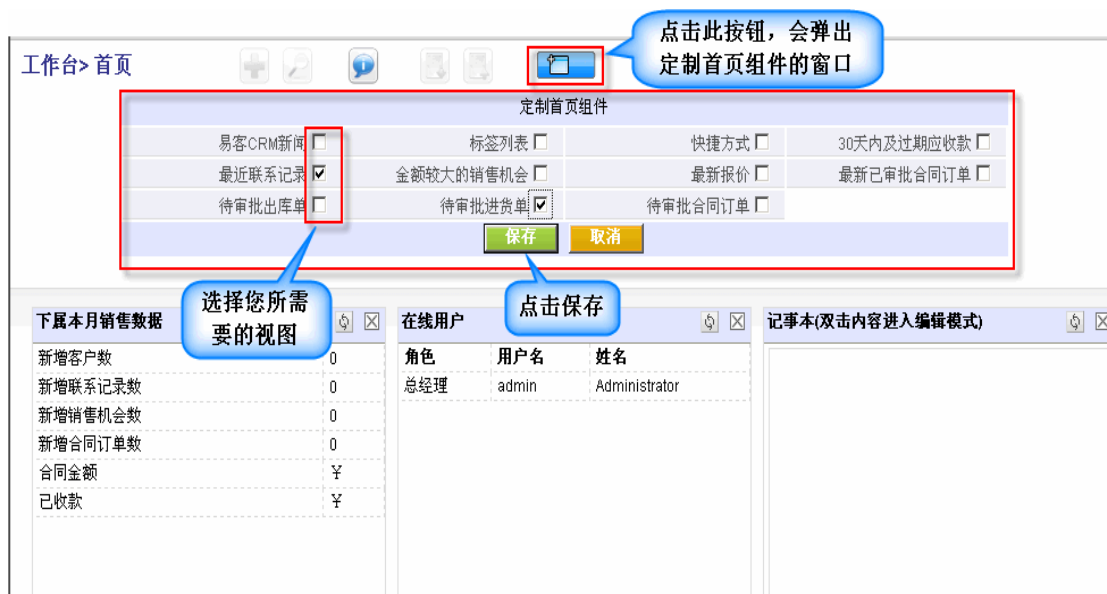 点击此按钮，会弹出
定制首页组件的窗口
工作台> 首页
定制首页组件
易客CRM新闻 标签列表 快捷方式 30天内及过期应收款
最近联系记录 金额较大的销售机会 最新报价 最新已审批合同订单
待审批出库单 待审批进货单 待审批合同订单
保存 取消
选择您所需
要的视图
点击保存
下属本月销售数据 在线用户 记事本(双击内容进入编辑模式)
新增客户数 0 角色 用户名 姓名
新增联系记录数 0 总经理 admin Administrator
新增销售机会数 0
新增合同订单数 0
合同金额 ¥
已收款 ¥